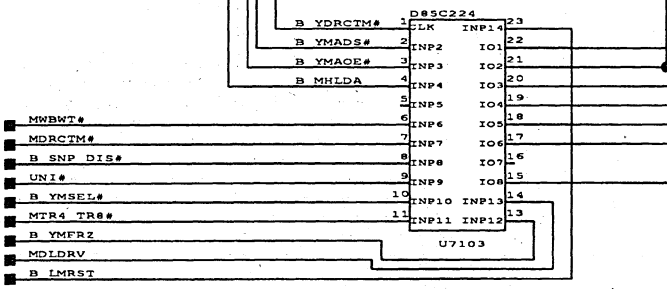 D85C224
B YDRCTM# 1 CLK INP14 23
B YMADS# 2 INP2 IO1 22
B YMAOE# 3 INP3 IO2 21
B MHLDA 4 INP4 IO3 20
5 INP5 IO4 19
MWBWT# 6 INP6 IO5 18
MDRCTM# 7 INP7 IO6 17
B SNP DIS# 8 INP8 IO7 16
UNI# 9 INP9 IO8 15
B YMSEL# 10 INP10 INP13 14
MTR4 TR8# 11 INP11 INP12 13
B YMFRZ U7103
MDLDRV
B LMRST